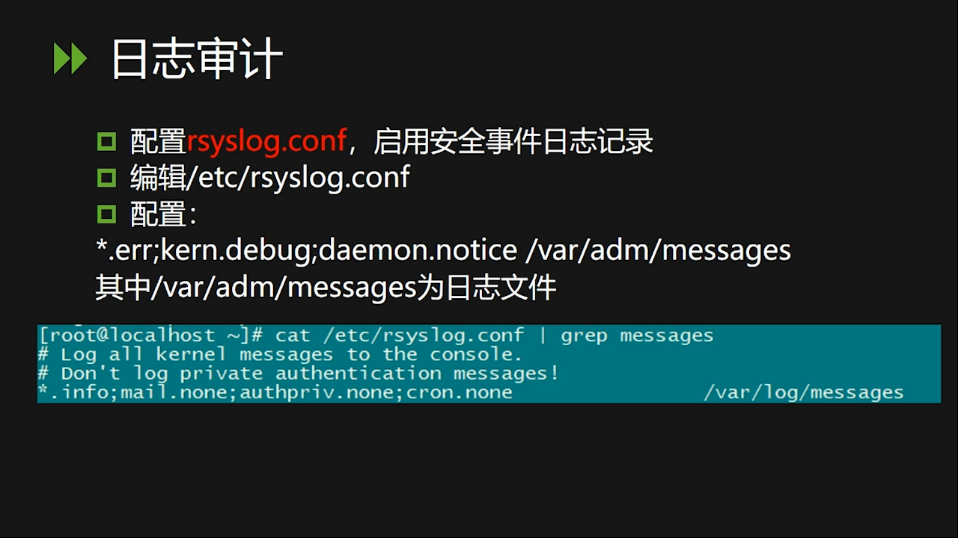 日志审计
配置rsyslog.conf，启用安全事件日志记录
编辑/etc/rsyslog.conf
配置：
*.err;kern.debug;daemon.notice /var/adm/messages
其中/var/adm/messages为日志文件
[root@localhost ~]# cat /etc/rsyslog.conf | grep messages
# Log all kernel messages to the console.
# Don't log private authentication messages!
*.info;mail.none;authpriv.none;cron.none /var/log/messages